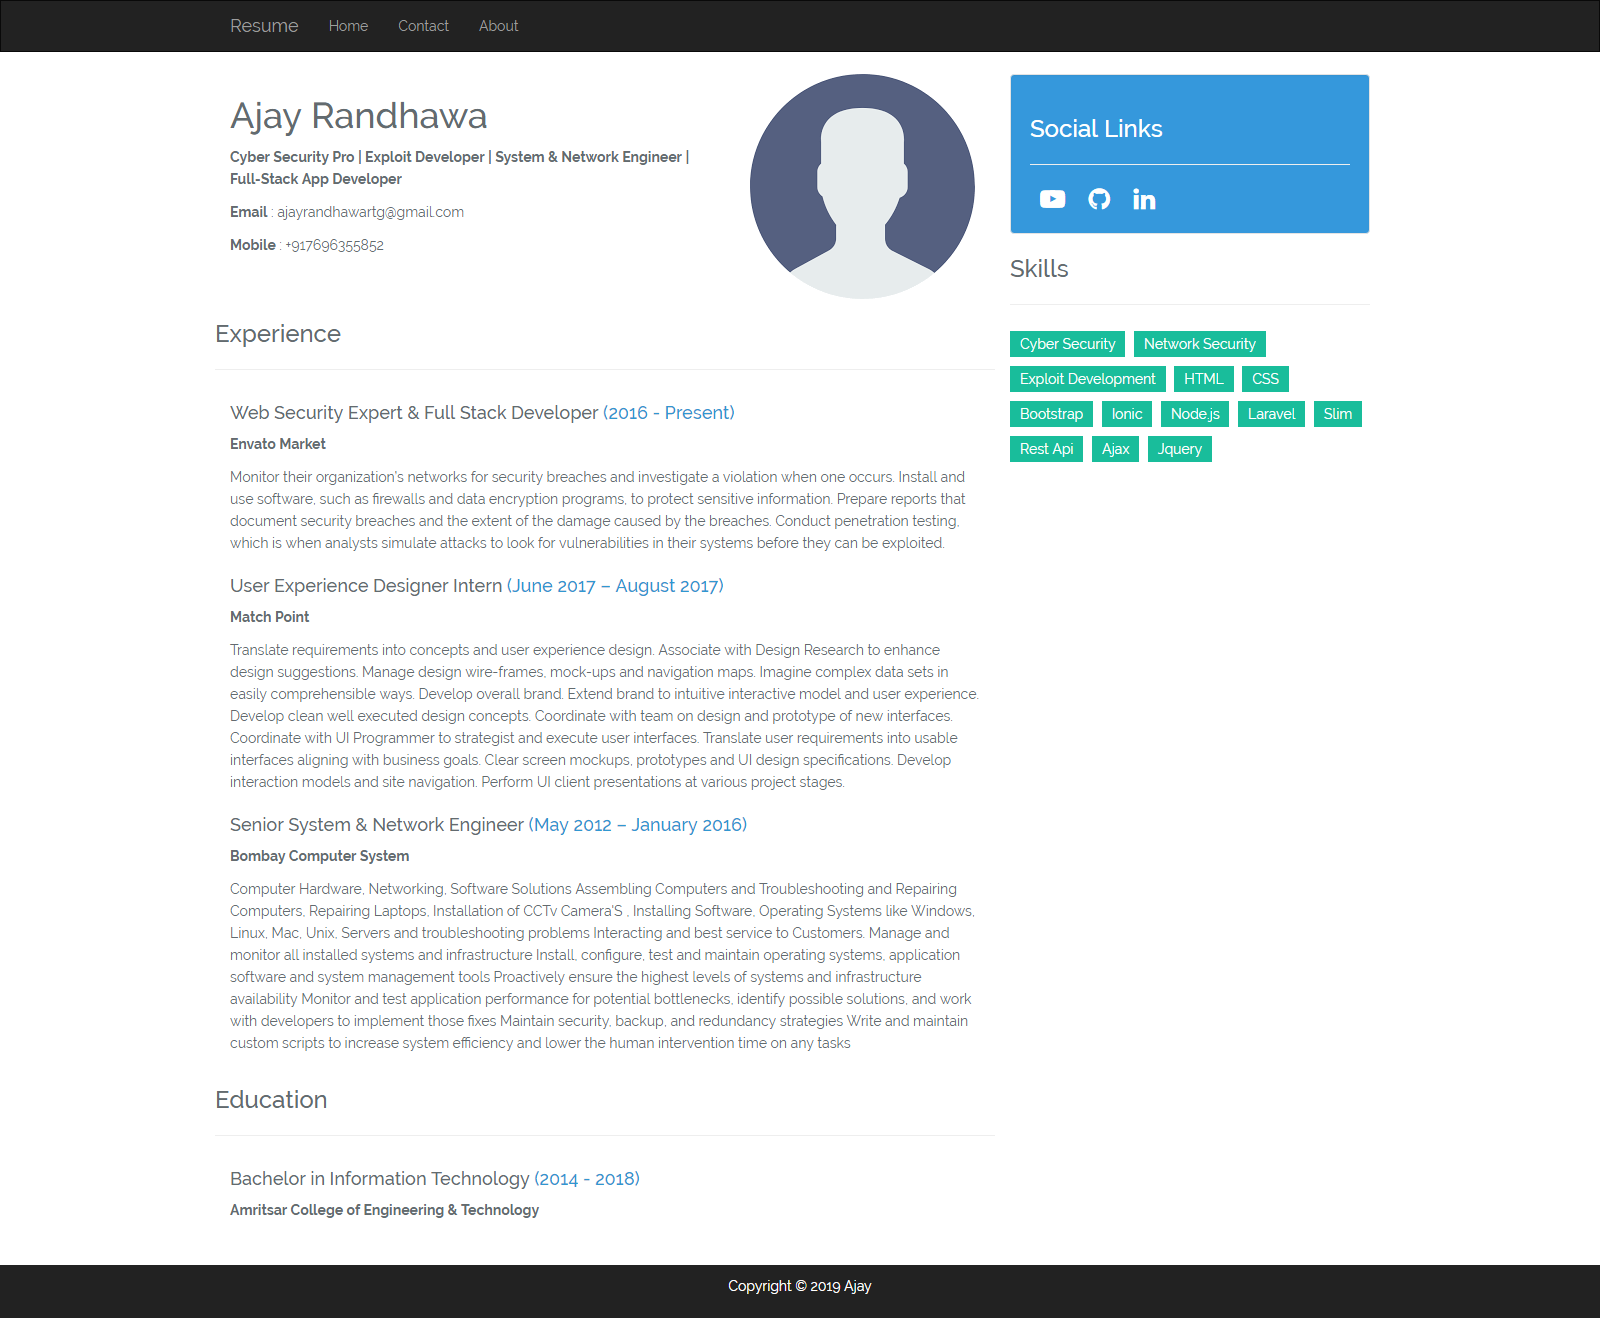 Resume Home Contact About
Ajay Randhawa
Cyber Security Pro | Exploit Developer | System & Network Engineer |
Full-Stack App Developer
Email : ajayrandhawartg@gmail.com
Mobile : +917696355852
Social Links
Skills
Cyber Security Network Security
Exploit Development HTML CSS
Bootstrap Ionic Node.js Laravel Slim
Rest Api Ajax Jquery
Experience
Web Security Expert & Full Stack Developer (2016 - Present)
Envato Market
Monitor their organization's networks for security breaches and investigate a violation when one occurs. Install and
use software, such as firewalls and data encryption programs, to protect sensitive information. Prepare reports that
document security breaches and the extent of the damage caused by the breaches. Conduct penetration testing,
which is when analysts simulate attacks to look for vulnerabilities in their systems before they can be exploited.
User Experience Designer Intern (June 2017 – August 2017)
Match Point
Translate requirements into concepts and user experience design. Associate with Design Research to enhance
design suggestions. Manage design wire-frames, mock-ups and navigation maps. Imagine complex data sets in
easily comprehensible ways. Develop overall brand. Extend brand to intuitive interactive model and user experience.
Develop clean well executed design concepts. Coordinate with team on design and prototype of new interfaces.
Coordinate with UI Programmer to strategist and execute user interfaces. Translate user requirements into usable
interfaces aligning with business goals. Clear screen mockups, prototypes and UI design specifications. Develop
interaction models and site navigation. Perform UI client presentations at various project stages.
Senior System & Network Engineer (May 2012 – January 2016)
Bombay Computer System
Computer Hardware, Networking, Software Solutions Assembling Computers and Troubleshooting and Repairing
Computers, Repairing Laptops, Installation of CCTv Camera'S , Installing Software, Operating Systems like Windows,
Linux, Mac, Unix, Servers and troubleshooting problems Interacting and best service to Customers. Manage and
monitor all installed systems and infrastructure Install, configure, test and maintain operating systems, application
software and system management tools Proactively ensure the highest levels of systems and infrastructure
availability Monitor and test application performance for potential bottlenecks, identify possible solutions, and work
with developers to implement those fixes Maintain security, backup, and redundancy strategies Write and maintain
custom scripts to increase system efficiency and lower the human intervention time on any tasks
Education
Bachelor in Information Technology (2014 - 2018)
Amritsar College of Engineering & Technology
Copyright © 2019 Ajay